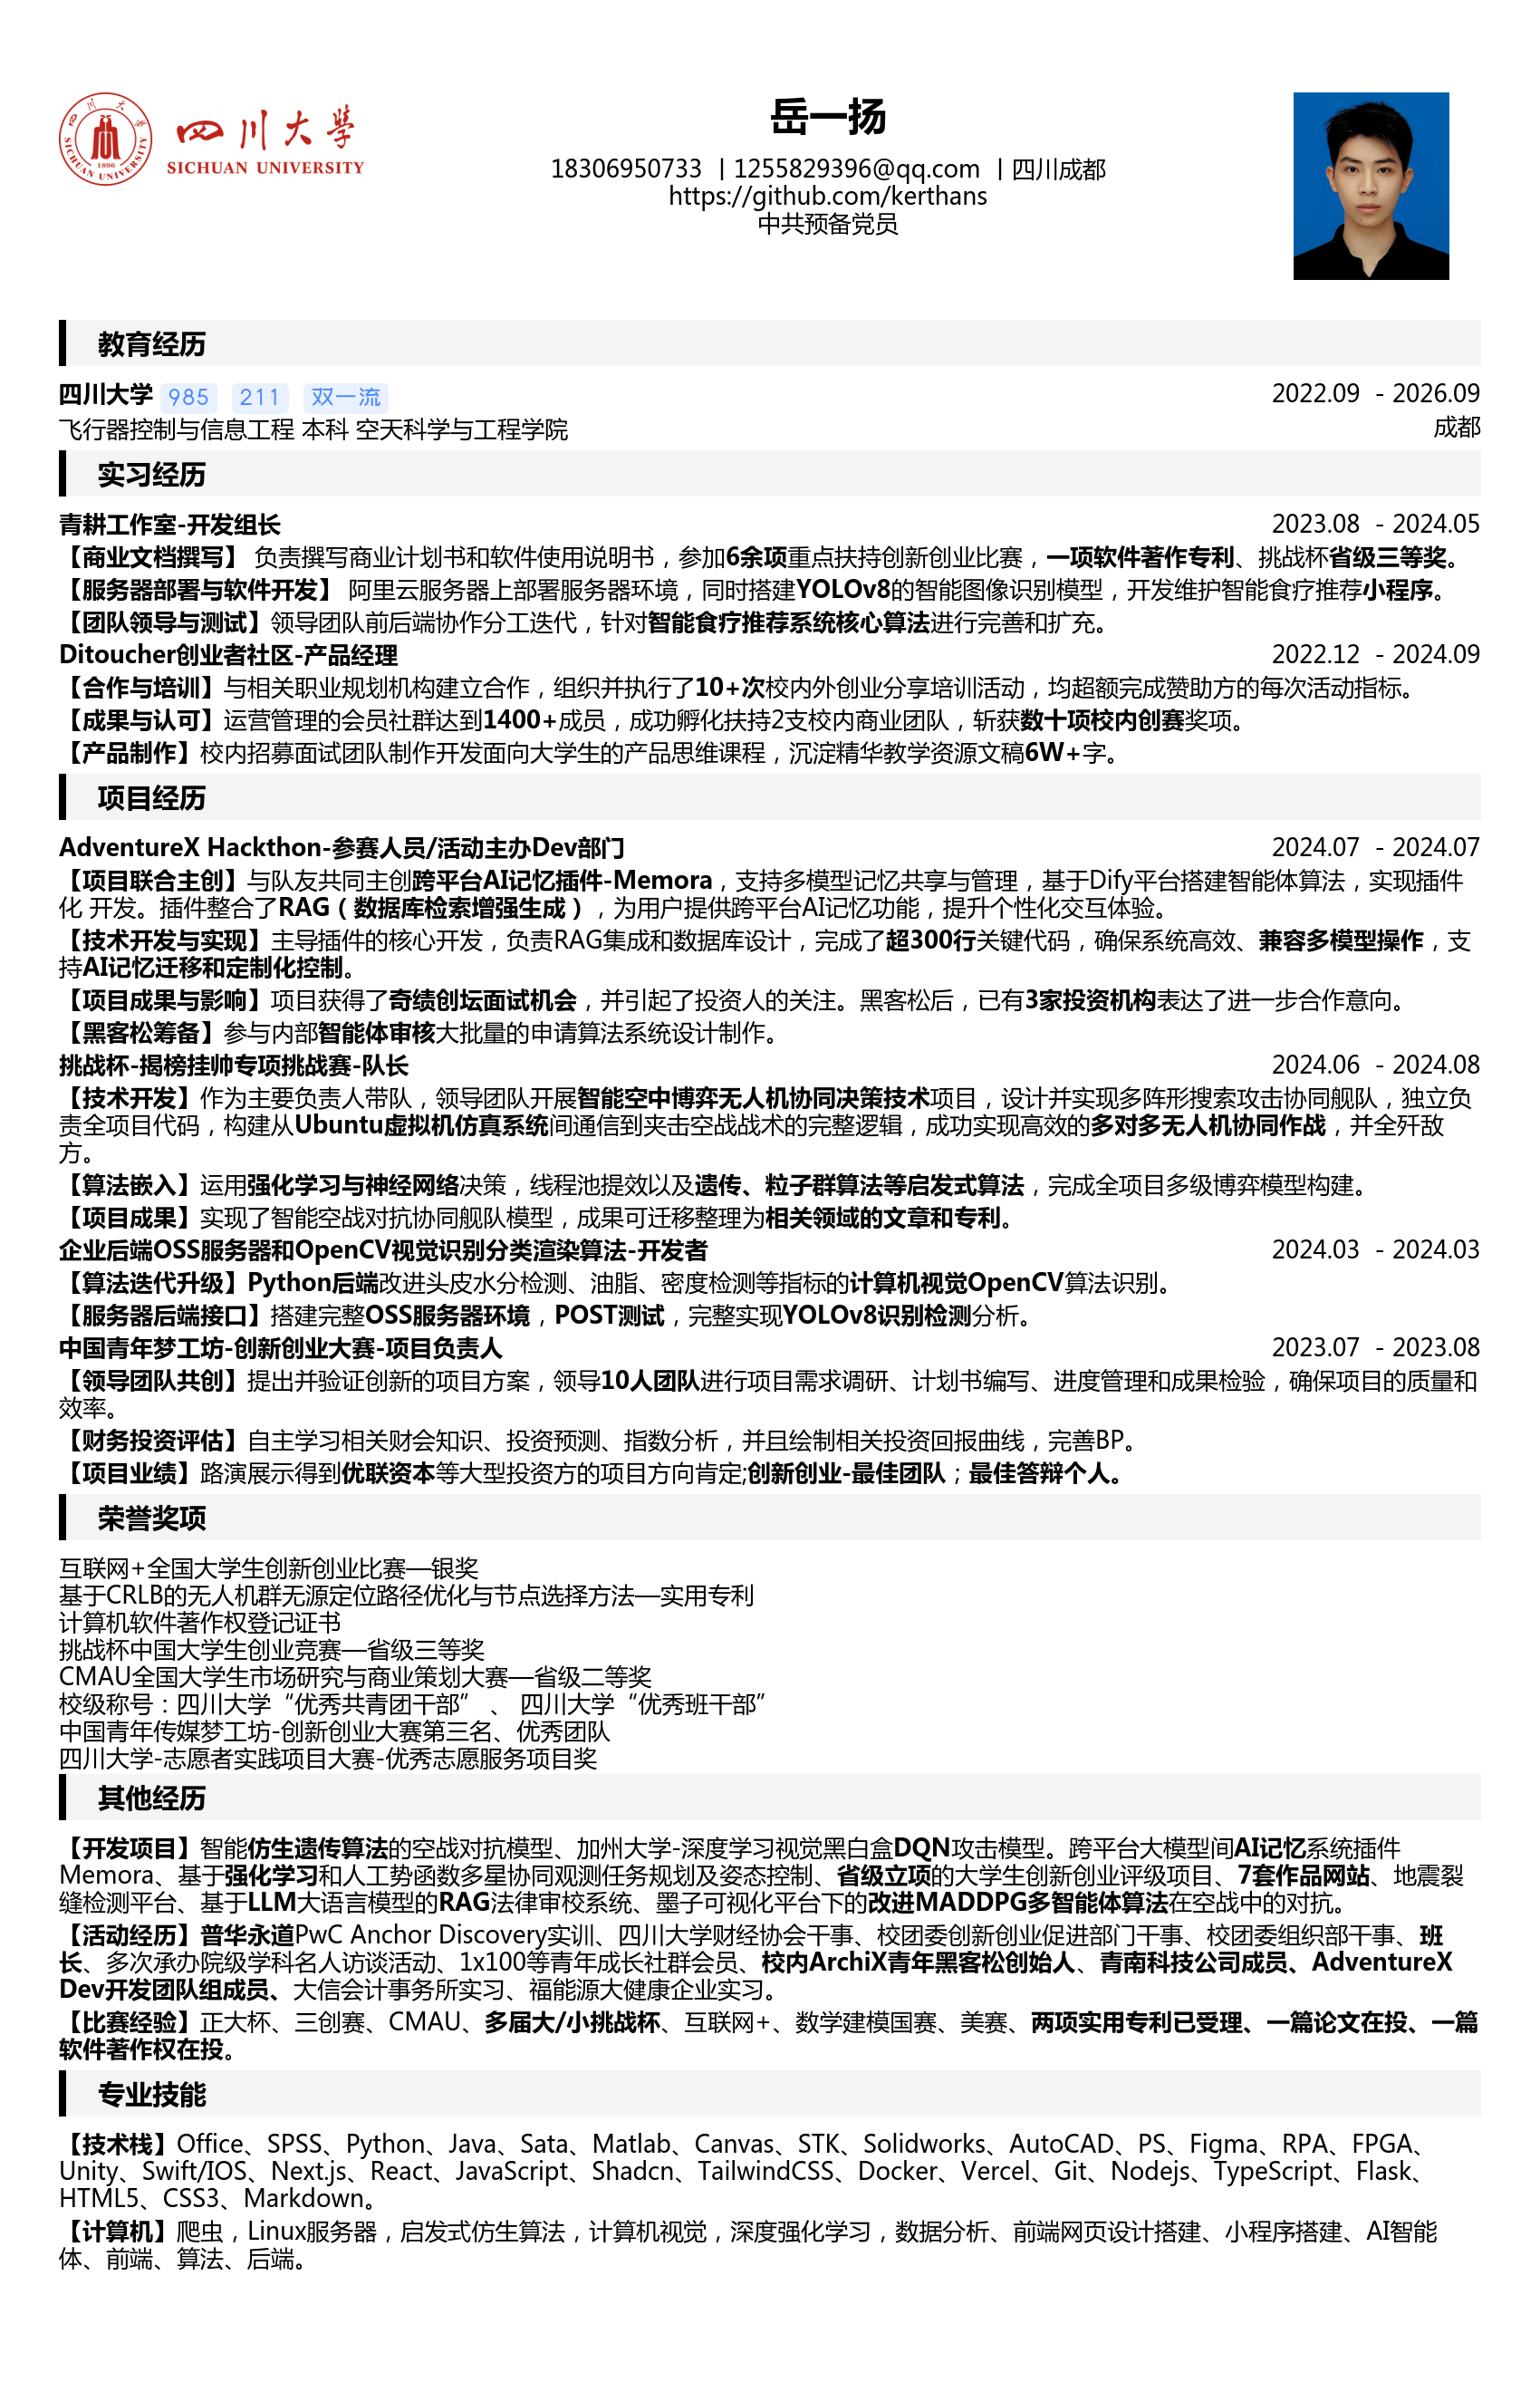 四川大學
SICHUAN UNIVERSITY
1896
岳一扬
18306950733 | 1255829396@qq.com | 四川成都
https://github.com/kerthans
中共预备党员
教育经历
四川大学 985 211 双一流 2022.09 - 2026.09
飞行器控制与信息工程 本科 空天科学与工程学院 成都
实习经历
青耕工作室-开发组长 2023.08 - 2024.05
【商业文档撰写】 负责撰写商业计划书和软件使用说明书，参加6余项重点扶持创新创业比赛，一项软件著作专利、挑战杯省级三等奖。
【服务器部署与软件开发】 阿里云服务器上部署服务器环境，同时搭建YOLOv8的智能图像识别模型，开发维护智能食疗推荐小程序。
【团队领导与测试】领导团队前后端协作分工迭代，针对智能食疗推荐系统核心算法进行完善和扩充。
Ditoucher创业者社区-产品经理 2022.12 - 2024.09
【合作与培训】与相关职业规划机构建立合作，组织并执行了10+次校内外创业分享培训活动，均超额完成赞助方的每次活动指标。
【成果与认可】运营管理的会员社群达到1400+成员，成功孵化扶持2支校内商业团队，斩获数十项校内创赛奖项。
【产品制作】校内招募面试团队制作开发面向大学生的产品思维课程，沉淀精华教学资源文稿6W+字。
项目经历
AdventureX Hackthon-参赛人员/活动主办Dev部门 2024.07 - 2024.07
【项目联合主创】与队友共同主创跨平台AI记忆插件-Memora，支持多模型记忆共享与管理，基于Dify平台搭建智能体算法，实现插件
化 开发。插件整合了RAG（数据库检索增强生成），为用户提供跨平台AI记忆功能，提升个性化交互体验。
【技术开发与实现】主导插件的核心开发，负责RAG集成和数据库设计，完成了超300行关键代码，确保系统高效、兼容多模型操作，支
持AI记忆迁移和定制化控制。
【项目成果与影响】项目获得了奇绩创坛面试机会，并引起了投资人的关注。黑客松后，已有3家投资机构表达了进一步合作意向。
【黑客松筹备】参与内部智能体审核大批量的申请算法系统设计制作。
挑战杯-揭榜挂帅专项挑战赛-队长 2024.06 - 2024.08
【技术开发】作为主要负责人带队，领导团队开展智能空中博弈无人机协同决策技术项目，设计并实现多阵形搜索攻击协同舰队，独立负
责全项目代码，构建从Ubuntu虚拟机仿真系统间通信到夹击空战战术的完整逻辑，成功实现高效的多对多无人机协同作战，并全歼敌
方。
【算法嵌入】运用强化学习与神经网络决策，线程池提效以及遗传、粒子群算法等启发式算法，完成全项目多级博弈模型构建。
【项目成果】实现了智能空战对抗协同舰队模型，成果可迁移整理为相关领域的文章和专利。
企业后端OSS服务器和OpenCV视觉识别分类渲染算法-开发者 2024.03 - 2024.03
【算法迭代升级】Python后端改进头皮水分检测、油脂、密度检测等指标的计算机视觉OpenCV算法识别。
【服务器后端接口】搭建完整OSS服务器环境，POST测试，完整实现YOLOv8识别检测分析。
中国青年梦工坊-创新创业大赛-项目负责人 2023.07 - 2023.08
【领导团队共创】提出并验证创新的项目方案，领导10人团队进行项目需求调研、计划书编写、进度管理和成果检验，确保项目的质量和
效率。
【财务投资评估】自主学习相关财会知识、投资预测、指数分析，并且绘制相关投资回报曲线，完善BP。
【项目业绩】路演展示得到优联资本等大型投资方的项目方向肯定;创新创业-最佳团队；最佳答辩个人。
荣誉奖项
互联网+全国大学生创新创业比赛—银奖
基于CRLB的无人机群无源定位路径优化与节点选择方法—实用专利
计算机软件著作权登记证书
挑战杯中国大学生创业竞赛—省级三等奖
CMAU全国大学生市场研究与商业策划大赛—省级二等奖
校级称号：四川大学“优秀共青团干部” 、 四川大学“优秀班干部”
中国青年传媒梦工坊-创新创业大赛第三名、优秀团队
四川大学-志愿者实践项目大赛-优秀志愿服务项目奖
其他经历
【开发项目】智能仿生遗传算法的空战对抗模型、加州大学-深度学习视觉黑白盒DQN攻击模型。跨平台大模型间AI记忆系统插件
Memora、基于强化学习和人工势函数多星协同观测任务规划及姿态控制、省级立项的大学生创新创业评级项目、7套作品网站、地震裂
缝检测平台、基于LLM大语言模型的RAG法律审校系统、墨子可视化平台下的改进MADDPG多智能体算法在空战中的对抗。
【活动经历】普华永道PwC Anchor Discovery实训、四川大学财经协会干事、校团委创新创业促进部门干事、校团委组织部干事、班
长、多次承办院级学科名人访谈活动、1x100等青年成长社群会员、校内ArchiX青年黑客松创始人、青南科技公司成员、AdventureX
Dev开发团队组成员、大信会计事务所实习、福能源大健康企业实习。
【比赛经验】正大杯、三创赛、CMAU、多届大/小挑战杯、互联网+、数学建模国赛、美赛、两项实用专利已受理、一篇论文在投、一篇
软件著作权在投。
专业技能
【技术栈】Office、SPSS、Python、Java、Sata、Matlab、Canvas、STK、Solidworks、AutoCAD、PS、Figma、RPA、FPGA、
Unity、Swift/IOS、Next.js、React、JavaScript、Shadcn、TailwindCSS、Docker、Vercel、Git、Nodejs、TypeScript、Flask、
HTML5、CSS3、Markdown。
【计算机】爬虫，Linux服务器，启发式仿生算法，计算机视觉，深度强化学习，数据分析、前端网页设计搭建、小程序搭建、AI智能
体、前端、算法、后端。